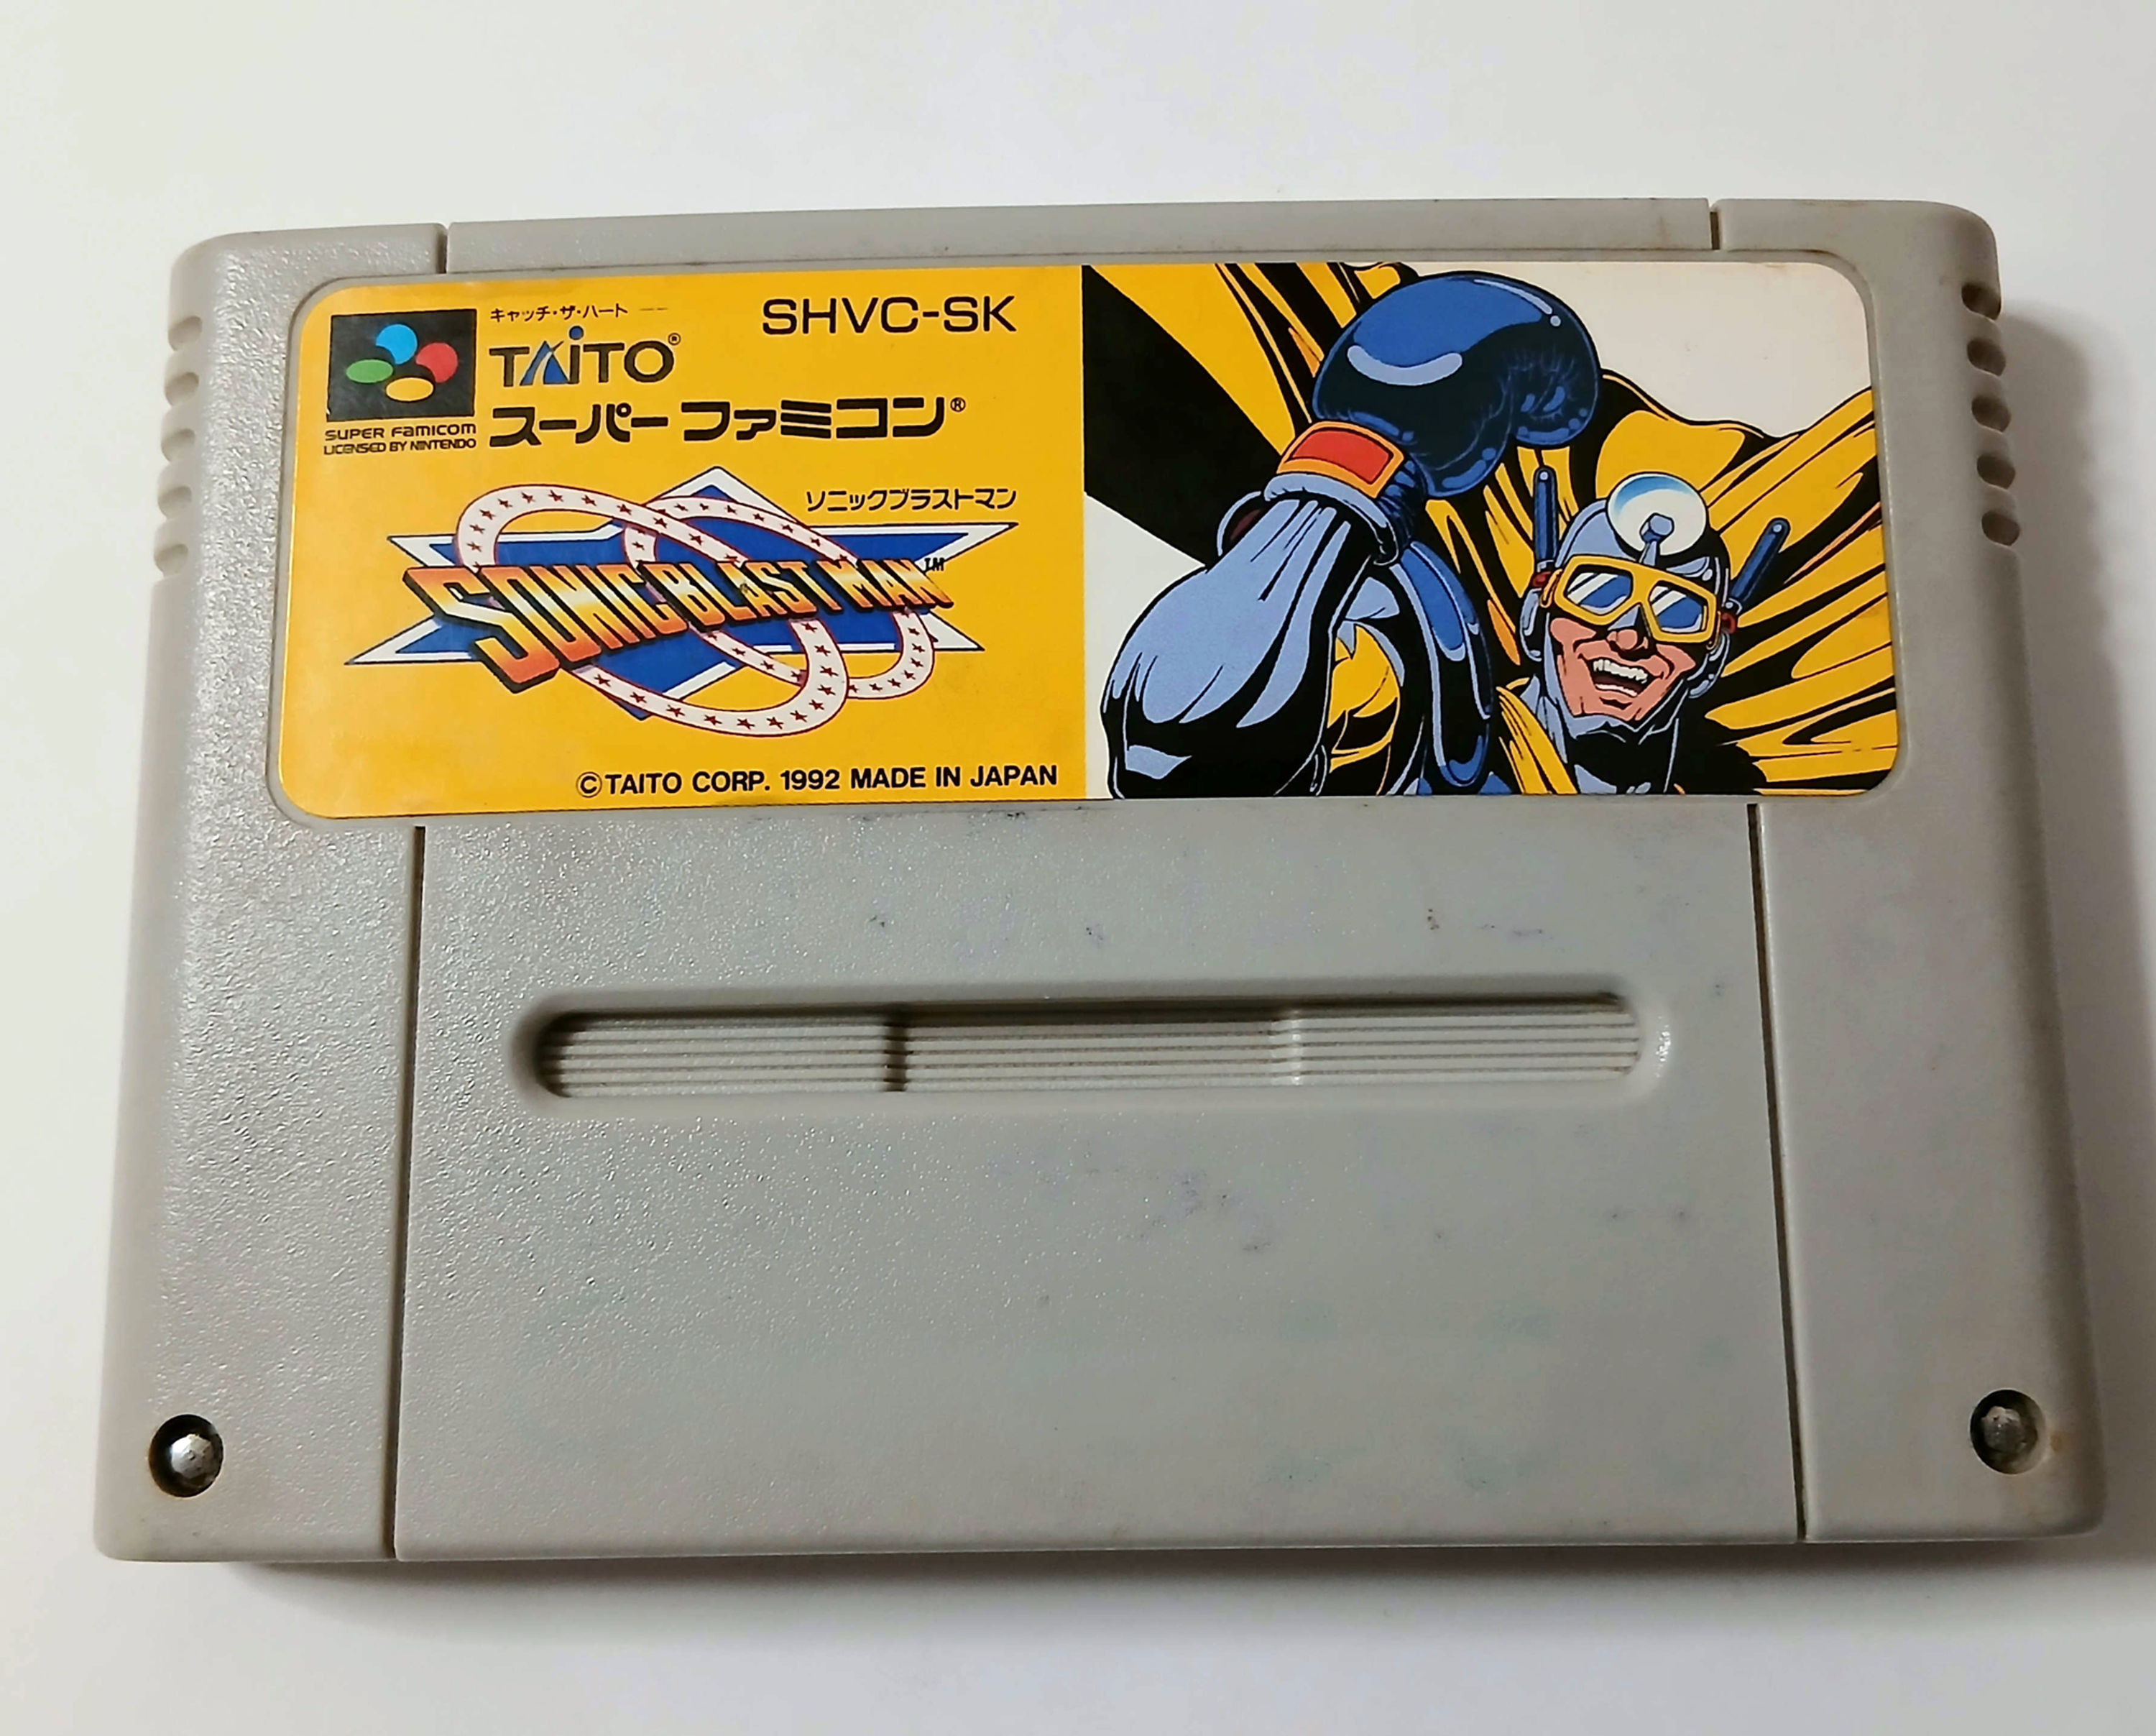 キャッチ・ザ・ハート
SHVC-SK
TAITO®
スーパーファミコン®
SUPER FAMICOM
LICENSED BY NINTENDO
ソニックブラストマン
SONIC BLAST MAN™
©TAITO CORP. 1992 MADE IN JAPAN